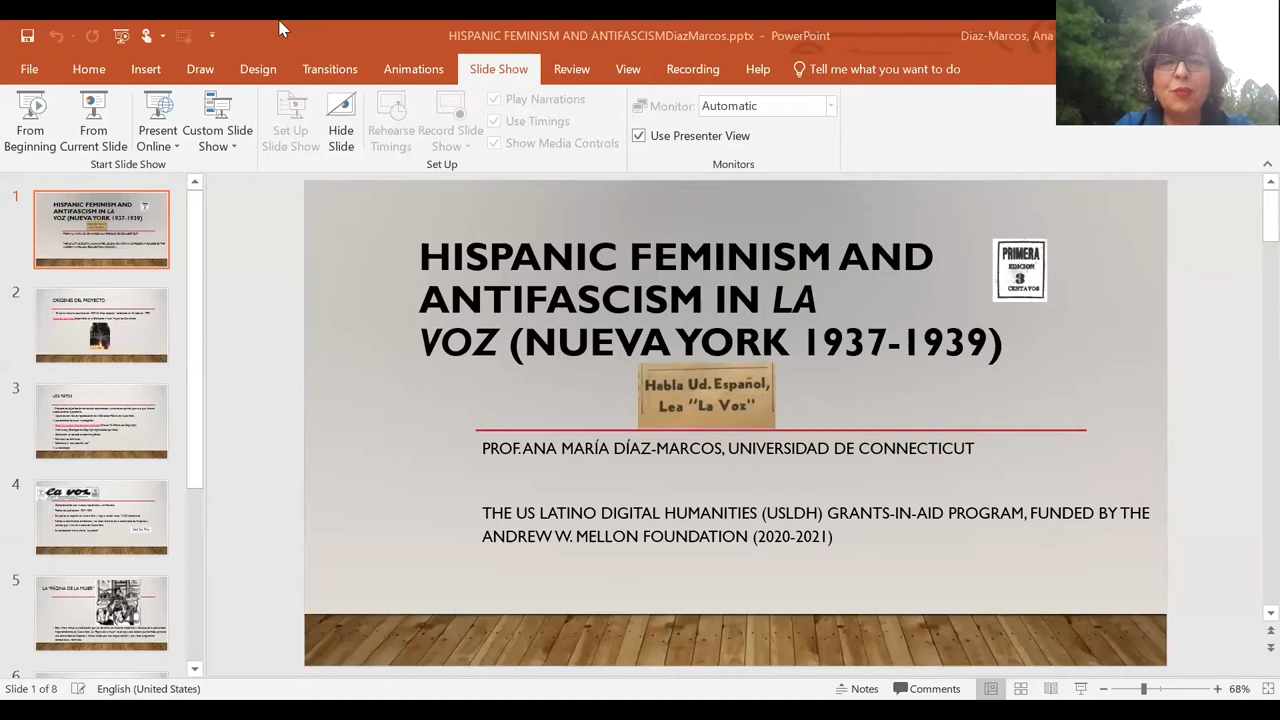 HISPANIC FEMINISM AND ANTIFASCISMDiazMarcos.pptx - PowerPoint
Diaz-Marcos, Ana
File Home Insert Draw Design Transitions Animations Slide Show Review View Recording Help Tell me what you want to do
From Beginning
From Current Slide
Present Online
Custom Slide Show
Start Slide Show
Set Up Slide Show
Hide Slide
Rehearse Timings
Record Slide Show
Play Narrations
Use Timings
Show Media Controls
Set Up
Monitor: Automatic
Use Presenter View
Monitors
1
HISPANIC FEMINISM AND
ANTIFASCISM IN LA
VOZ (NUEVA YORK 1937-1939)
2
ORÍGENES DEL PROYECTO
3
LOS RETOS
4
la voz
5
LA "PÁGINA DE LA MUJER"
6
HISPANIC FEMINISM AND
ANTIFASCISM IN LA
VOZ (NUEVA YORK 1937-1939)
PRIMERA
EDICION
3
CENTAVOS
Habla Ud. Español,
Lea "La Voz"
PROF. ANA MARÍA DÍAZ-MARCOS, UNIVERSIDAD DE CONNECTICUT
THE US LATINO DIGITAL HUMANITIES (USLDH) GRANTS-IN-AID PROGRAM, FUNDED BY THE
ANDREW W. MELLON FOUNDATION (2020-2021)
Slide 1 of 8 English (United States) Notes Comments 68%